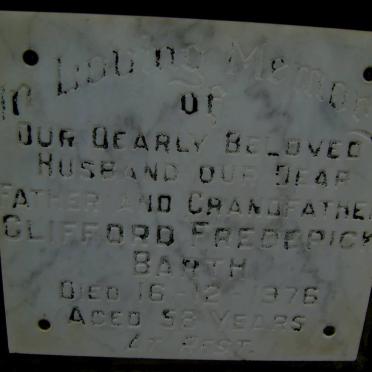 In Loving Memory
of
OUR DEARLY BELOVED
HUSBAND OUR DEAR
FATHER AND GRANDFATHER
CLIFFORD FREDERICK
BARTH
DIED 16-12-1976
AGED 58 YEARS
AT REST.